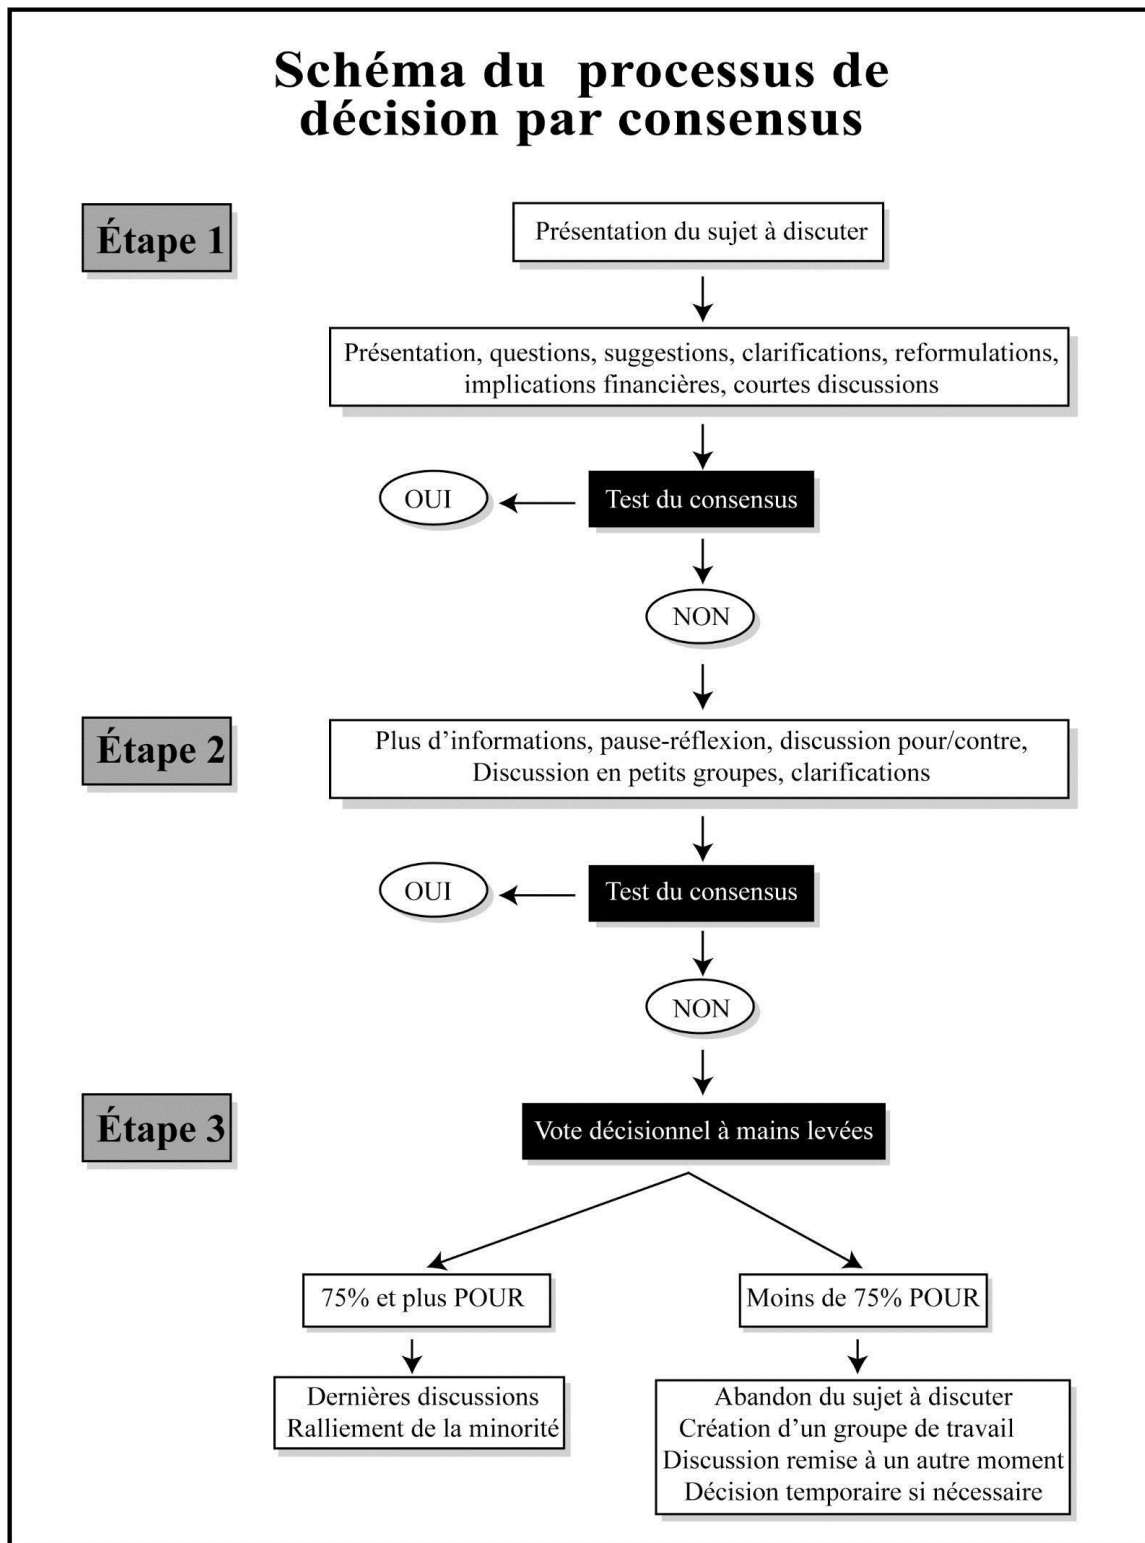 Schéma du processus de
décision par consensus
Étape 1
Présentation du sujet à discuter
Présentation, questions, suggestions, clarifications, reformulations,
implications financières, courtes discussions
OUI
Test du consensus
NON
Étape 2
Plus d’informations, pause-réflexion, discussion pour/contre,
Discussion en petits groupes, clarifications
OUI
Test du consensus
NON
Étape 3
Vote décisionnel à mains levées
75% et plus POUR
Moins de 75% POUR
Dernières discussions
Ralliement de la minorité
Abandon du sujet à discuter
Création d’un groupe de travail
Discussion remise à un autre moment
Décision temporaire si nécessaire